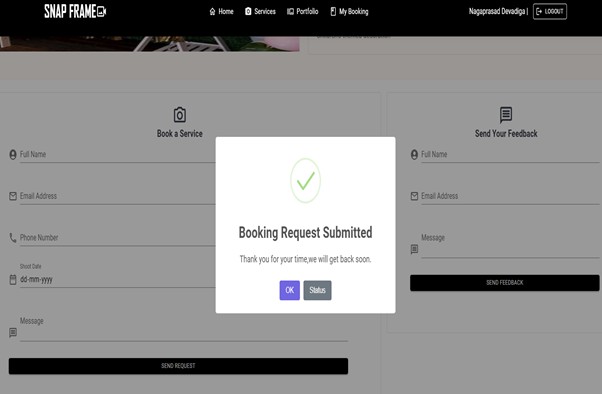 SNAP FRAME
Home Services Portfolio My Booking
Nagaprasad Devadiga | LOGOUT
Book a Service
Full Name
Email Address
Phone Number
Shoot Date
dd-mm-yyyy
Message
SEND REQUEST
Booking Request Submitted
Thank you for your time,we will get back soon.
OK Status
Send Your Feedback
Full Name
Email Address
Message
SEND FEEDBACK